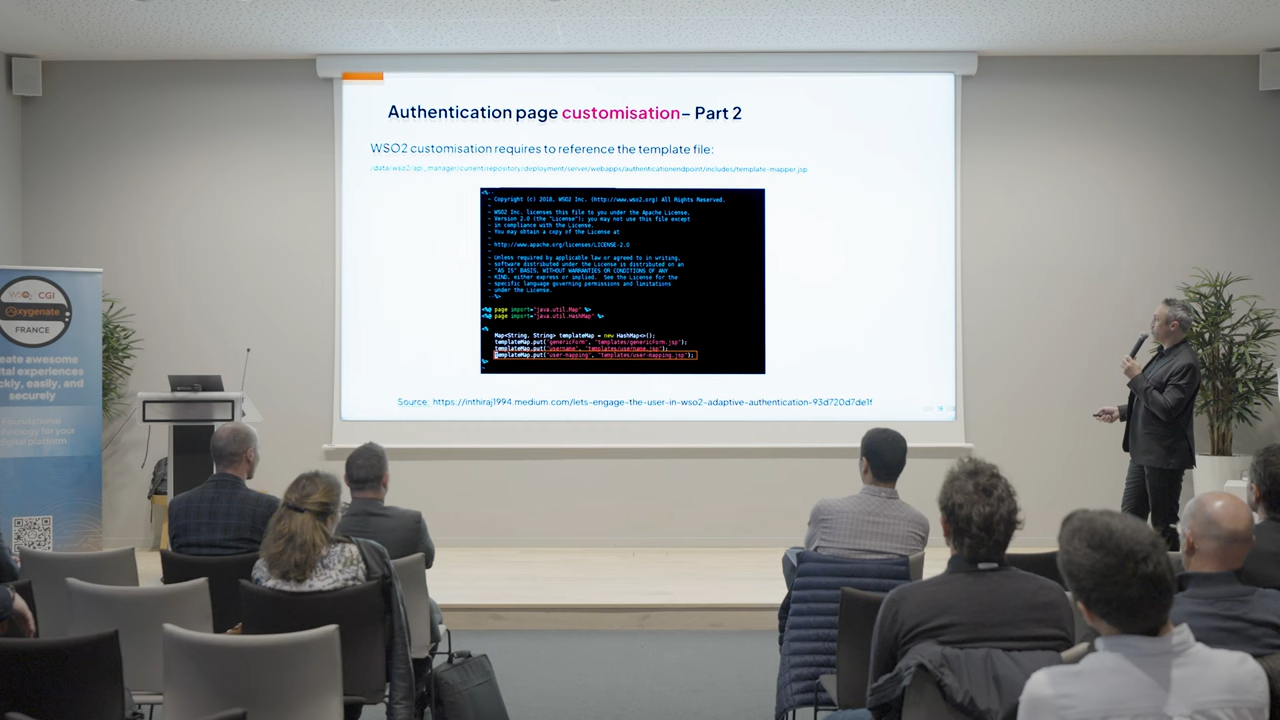 Authentication page customisation– Part 2
WSO2 customisation requires to reference the template file:
/data/wso2/api_manager/current/repository/deployment/server/webapps/authenticationendpoint/includes/template-mapper.jsp
<%--
~ Copyright (c) 2018, WSO2 Inc. (http://www.wso2.org) All Rights Reserved.
~
~ WSO2 Inc. licenses this file to you under the Apache License,
~ Version 2.0 (the "License"); you may not use this file except
~ in compliance with the License.
~ You may obtain a copy of the License at
~
~ http://www.apache.org/licenses/LICENSE-2.0
~
~ Unless required by applicable law or agreed to in writing,
~ software distributed under the License is distributed on an
~ "AS IS" BASIS, WITHOUT WARRANTIES OR CONDITIONS OF ANY
~ KIND, either express or implied.  See the License for the
~ specific language governing permissions and limitations
~ under the License.
--%>
<%@ page import="java.util.Map" %>
<%@ page import="java.util.HashMap" %>
<%
Map<String, String> templateMap = new HashMap<>();
templateMap.put("genericForm", "templates/genericForm.jsp");
templateMap.put("username", "templates/username.jsp");
templateMap.put("user-mapping", "templates/user-mapping.jsp");
%>
~
Source: https://inthiraj1994.medium.com/lets-engage-the-user-in-wso2-adaptive-authentication-93d720d7de1f
WSO2 CGI
Oxygenate
FRANCE
eate awesome
tal experiences
ckly, easily, and
securely
Foundational
chnology for your
digital platform